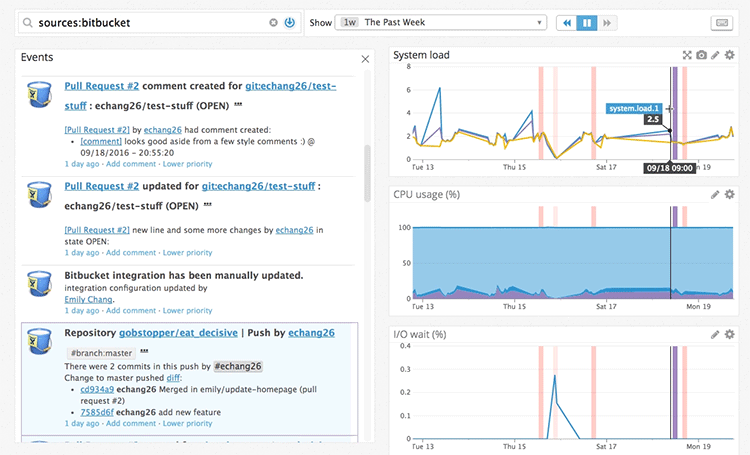 sources:bitbucket
Show 1w The Past Week
Events
Pull Request #2 comment created for git:echang26/test-
stuff : echang26/test-stuff (OPEN)
[Pull Request #2] by echang26 had comment created:
[comment] looks good aside from a few style comments :) @
09/18/2016 – 20:55:20
1 day ago · Add comment · Lower priority
Pull Request #2 updated for git:echang26/test-stuff :
echang26/test-stuff (OPEN)
[Pull Request #2] new line and some more changes by echang26 in
state OPEN:
1 day ago · Add comment · Lower priority
Bitbucket integration has been manually updated.
integration configuration updated by
Emily Chang.
1 day ago · Add comment · Lower priority
Repository gobstopper/eat_decisive | Push by echang26
#branch:master
There were 2 commits in this push by #echang26
Change to master pushed diff:
cd934a9 echang26 Merged in emily/update-homepage (pull
request #2)
7585d6f echang26 add new feature
1 day ago · Add comment · Lower priority
System load
8
6
4
2
0
system.load.1
2.5
Tue 13
Thu 15
Sat 17
09/18 09:00
Mon 19
CPU usage (%)
100
50
0
Tue 13
Thu 15
Sat 17
Mon 19
I/O wait (%)
0.4
0.3
0.2
0.1
0
Tue 13
Thu 15
Sat 17
Mon 19